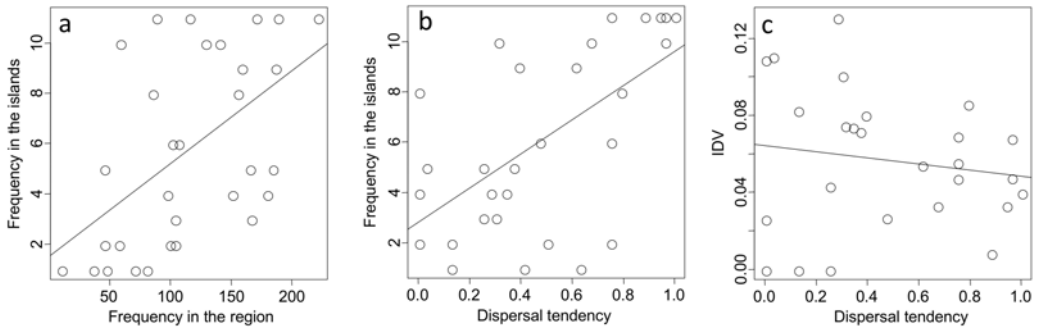 a
Frequency in the islands
2 4 6 8 10
50 100 150 200
Frequency in the region
b
Frequency in the islands
2 4 6 8 10
0.0 0.2 0.4 0.6 0.8 1.0
Dispersal tendency
c
IDV
0.00 0.04 0.08 0.12
0.0 0.2 0.4 0.6 0.8 1.0
Dispersal tendency